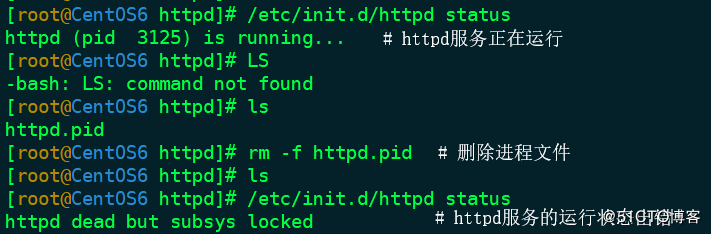 [root@CentOS6 httpd]# /etc/init.d/httpd status
httpd (pid  3125) is running... # httpd服务正在运行
[root@CentOS6 httpd]# LS
-bash: LS: command not found
[root@CentOS6 httpd]# ls
httpd.pid
[root@CentOS6 httpd]# rm -f httpd.pid # 删除进程文件
[root@CentOS6 httpd]# ls
[root@CentOS6 httpd]# /etc/init.d/httpd status
httpd dead but subsys locked # httpd服务的运行状态出错
@51CTO博客